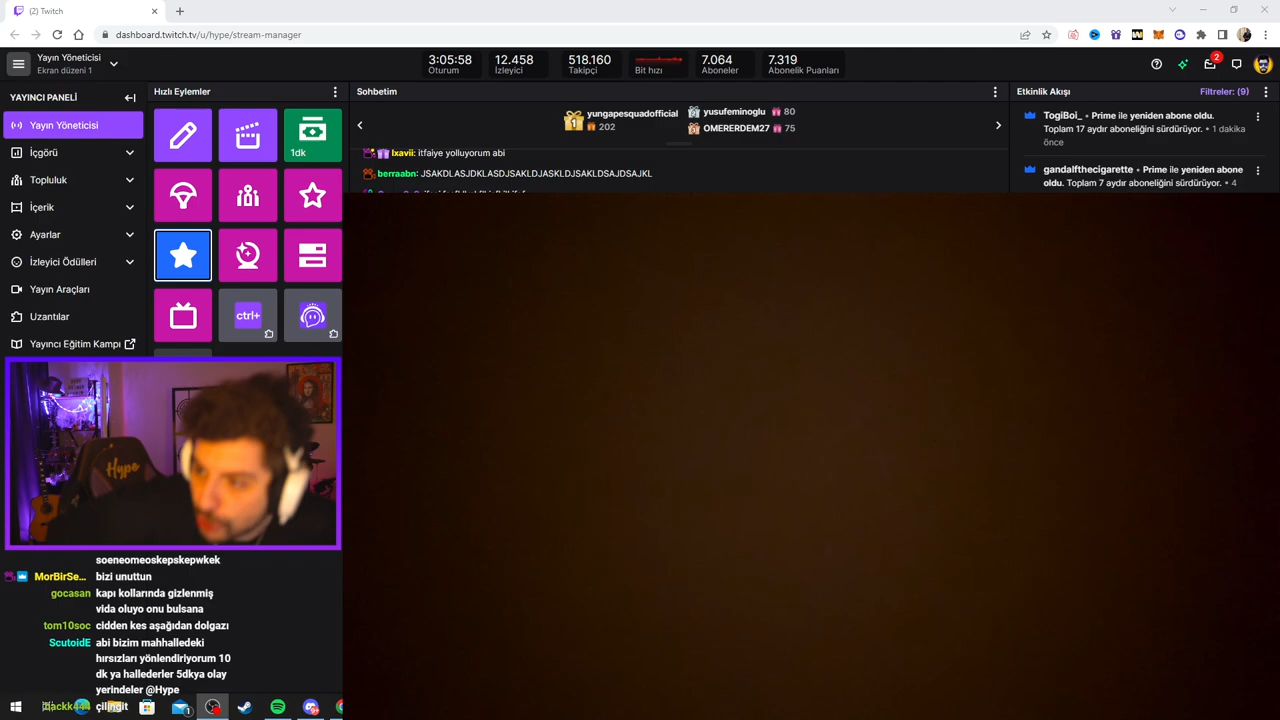 (2) Twitch
dashboard.twitch.tv/u/hype/stream-manager
Yayın Yöneticisi
Ekran düzeni 1
3:05:58
Oturum
12.458
İzleyici
518.160
Takipçi
Bit hızı
7.064
Aboneler
7.319
Abonelik Puanları
2
YAYINCI PANELİ
Yayın Yöneticisi
İçgörü
Topluluk
İçerik
Ayarlar
İzleyici Ödülleri
Yayın Araçları
Uzantılar
Yayıncı Eğitim Kampı
Hızlı Eylemler
1dk
ctrl+
Sohbetim
1 yungapesquadofficial
202
yusufeminoglu 80
OMERERDEM27 75
lxavii: itfaiye yolluyorum abi
berraabn: JSAKDLASJDKLASDJSAKLDJASKLDJSAKLDSAJDSAJKL
Etkinlik Akışı
Filtreler: (9)
TogiBoi_ • Prime ile yeniden abone oldu.
Toplam 17 aydır aboneliğini sürdürüyor. • 1 dakika
önce
gandalfthecigarette • Prime ile yeniden abone
oldu. Toplam 7 aydır aboneliğini sürdürüyor. • 4
Hype
soeneomeoskepskepwkek
MorBirSe... bizi unuttun
gocasan kapı kollarında gizlenmiş
vida oluyo onu bulsana
tom10soc cidden kes aşağıdan dolgazı
ScutoidE abi bizim mahhalledeki
hırsızları yönlendiriyorum 10
dk ya hallederler 5dkya olay
yerindeler @Hype
çilingit